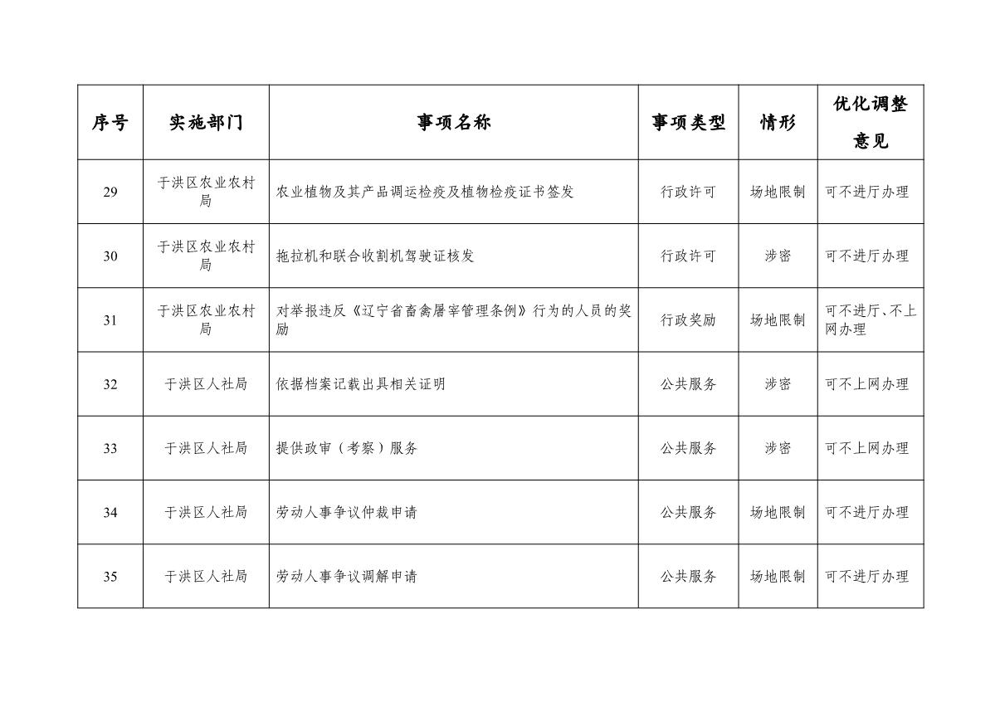 序号 实施部门 事项名称 事项类型 情形 优化调整
意见
29 于洪区农业农村
局 农业植物及其产品调运检疫及植物检疫证书签发 行政许可 场地限制 可不进厅办理
30 于洪区农业农村
局 拖拉机和联合收割机驾驶证核发 行政许可 涉密 可不进厅办理
31 于洪区农业农村
局 对举报违反《辽宁省畜禽屠宰管理条例》行为的人员的奖
励 行政奖励 场地限制 可不进厅、不上
网办理
32 于洪区人社局 依据档案记载出具相关证明 公共服务 涉密 可不上网办理
33 于洪区人社局 提供政审（考察）服务 公共服务 涉密 可不上网办理
34 于洪区人社局 劳动人事争议仲裁申请 公共服务 场地限制 可不进厅办理
35 于洪区人社局 劳动人事争议调解申请 公共服务 场地限制 可不进厅办理